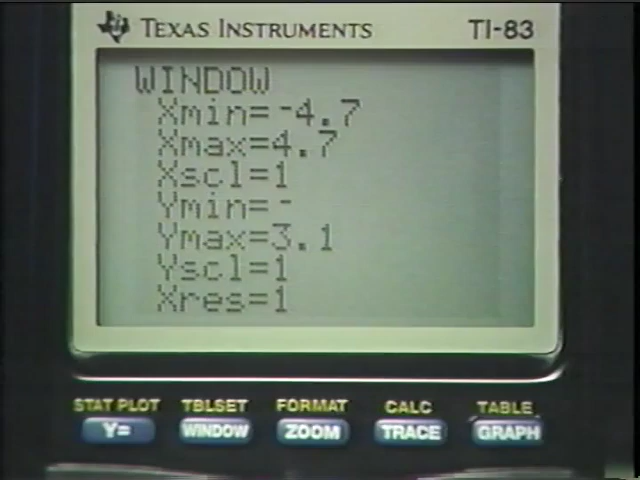 TEXAS INSTRUMENTS TI-83
WINDOW
Xmin=-4.7
Xmax=4.7
Xscl=1
Ymin=-
Ymax=3.1
Yscl=1
Xres=1
STAT PLOT TBLSET FORMAT CALC TABLE
Y= WINDOW ZOOM TRACE GRAPH